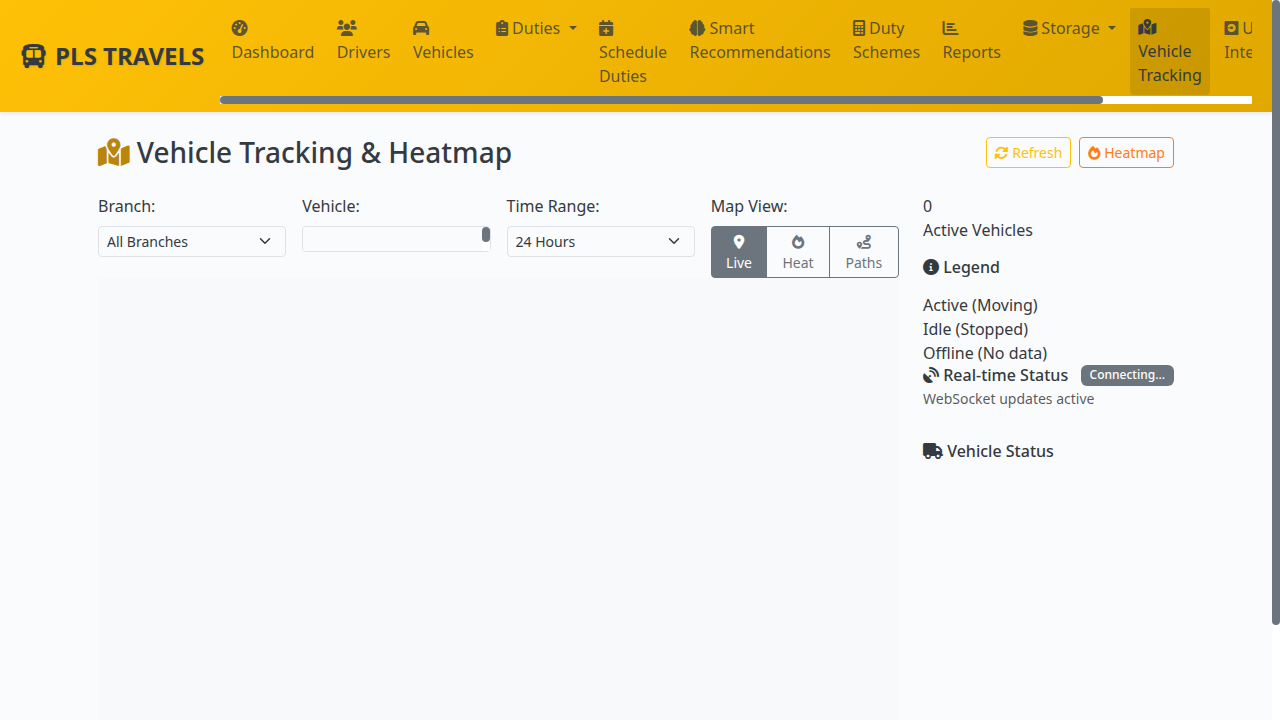 PLS TRAVELS
Dashboard
Drivers
Vehicles
Duties
Schedule
Duties
Smart
Recommendations
Duty
Schemes
Reports
Storage
Vehicle
Tracking
Vehicle Tracking & Heatmap
Refresh
Heatmap
Branch:
All Branches
Vehicle:
Time Range:
24 Hours
Map View:
Live
Heat
Paths
0
Active Vehicles
Legend
Active (Moving)
Idle (Stopped)
Offline (No data)
Real-time Status
Connecting...
WebSocket updates active
Vehicle Status